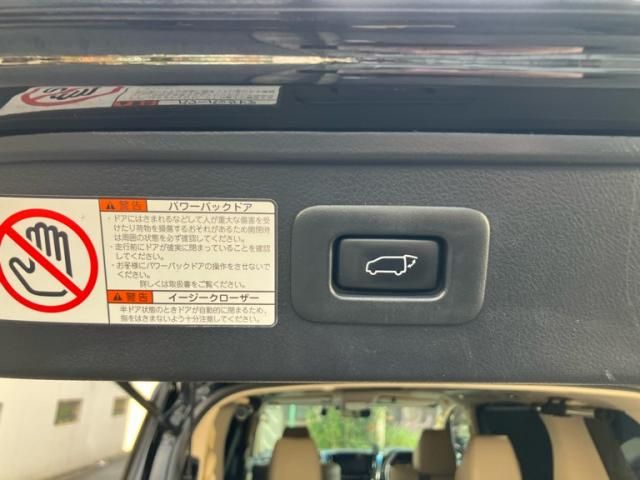 警告 パワーバックドア
・ドアにはさまれるなどして人が重大な傷害を受
けたり荷物を損傷するおそれがあるため開閉時
は周囲の状態を必ず確認してください。
・走行前にドアが確実に閉まっていることを確認
してください。
・お子様にパワーバックドアの操作をさせないで
ください。
詳しくは取扱書をご覧ください。
警告 イージークローザー
半ドア状態のときドアが自動的に閉まるため、
指をはさまないよう十分注意してください。